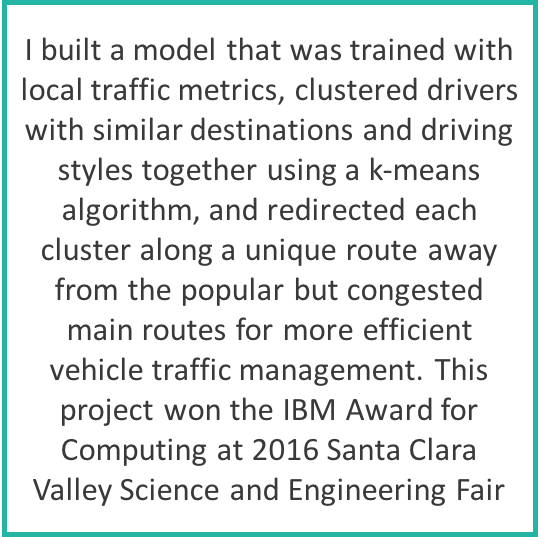 I built a model that was trained with
local traffic metrics, clustered drivers
with similar destinations and driving
styles together using a k-means
algorithm, and redirected each
cluster along a unique route away
from the popular but congested
main routes for more efficient
vehicle traffic management. This
project won the IBM Award for
Computing at 2016 Santa Clara
Valley Science and Engineering Fair